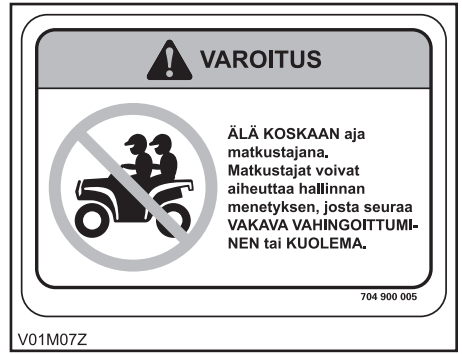 VAROITUS
ÄLÄ KOSKAAN aja
matkustajana.
Matkustajat voivat
aiheuttaa hallinnan
menetyksen, josta seuraa
VAKAVA VAHINGOITTUMI-
NEN tai KUOLEMA.
704 900 005
V01M07Z